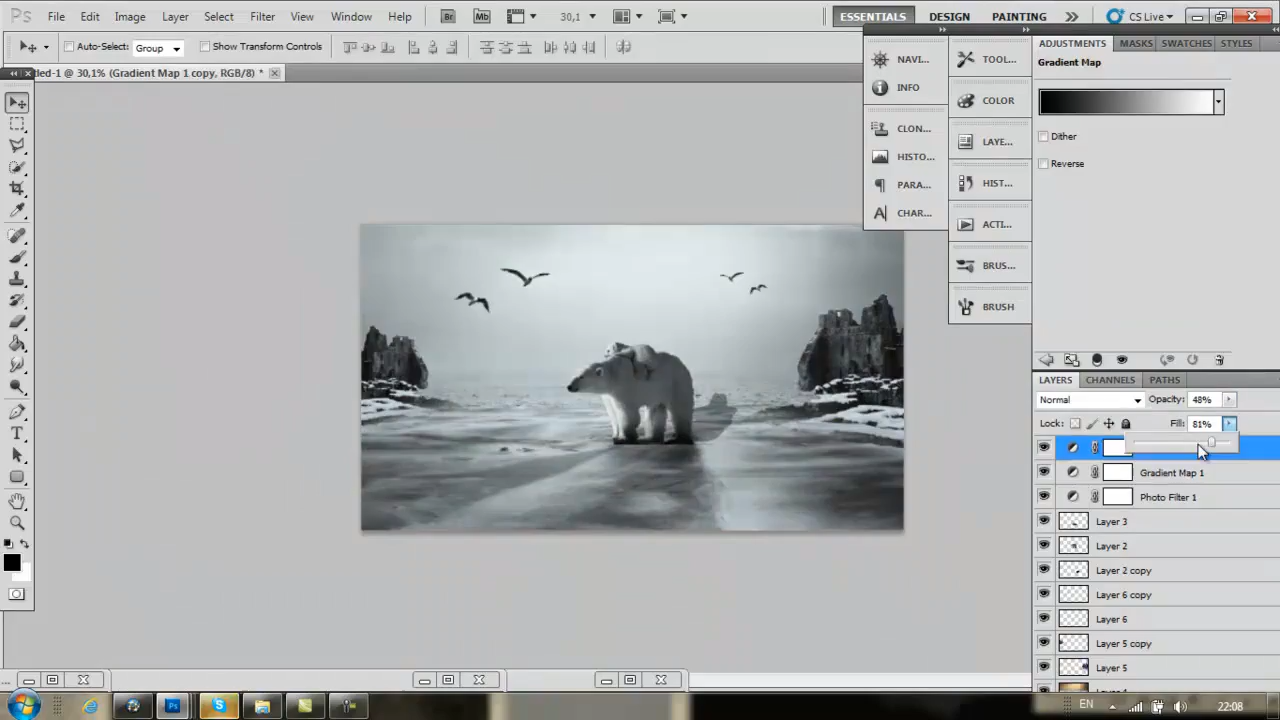 Ps File Edit Image Layer Select Filter View Window Help Br Mb 30,1 ESSENTIALS DESIGN PAINTING CS Live
Auto-Select: Group Show Transform Controls
ded-1 @ 30,1% (Gradient Map 1 copy, RGB/8) *
NAVI...
INFO
CLON...
HISTO...
PARA...
CHAR...
TOOL...
COLOR
LAYE...
HIST...
ACTI...
BRUS...
BRUSH
ADJUSTMENTS MASKS SWATCHES STYLES
Gradient Map
Dither
Reverse
LAYERS CHANNELS PATHS
Normal Opacity: 48%
Lock: Fill: 81%
Gradient Map 1
Photo Filter 1
Layer 3
Layer 2
Layer 2 copy
Layer 6 copy
Layer 6
Layer 5 copy
Layer 5
Ps EN 22:08